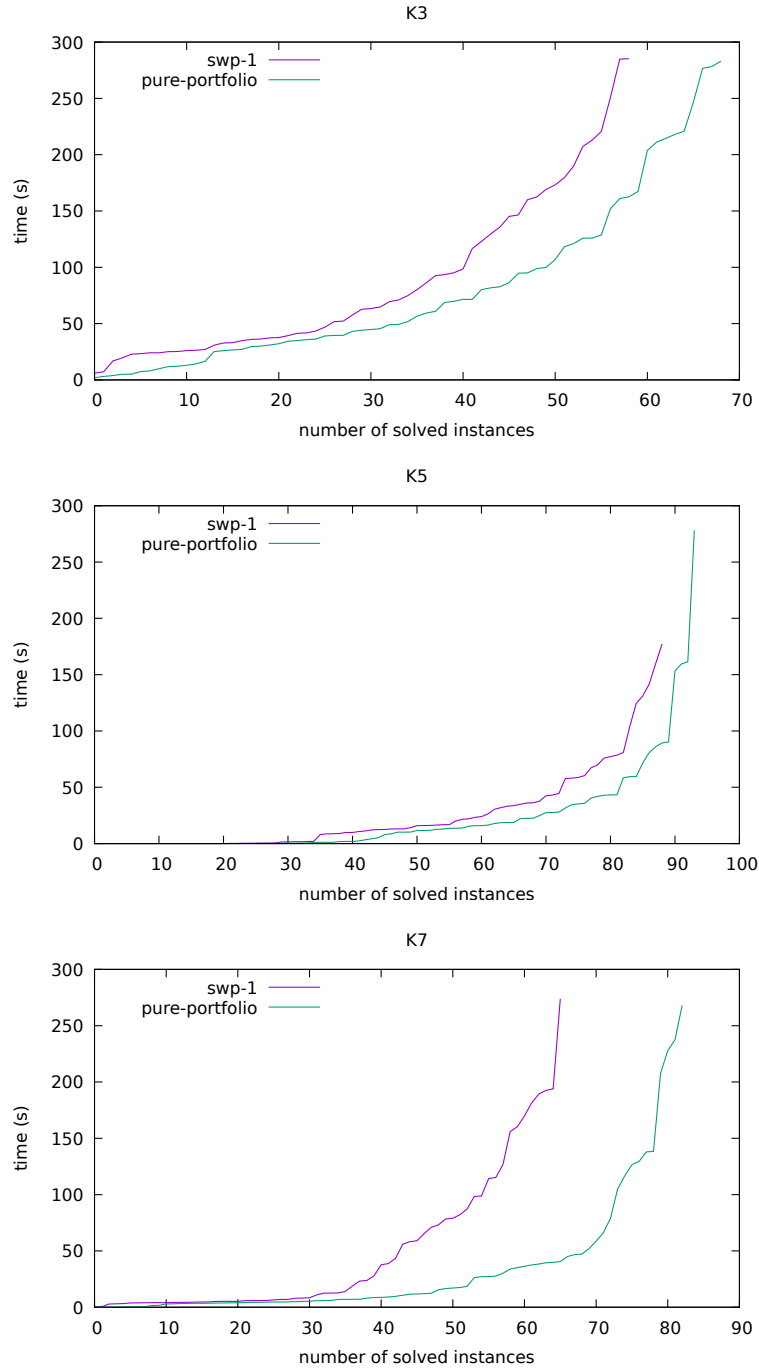 K3
300
250
200
150
100
50
0
time (s)
swp-1
pure-portfolio
0 10 20 30 40 50 60 70
number of solved instances
K5
300
250
200
150
100
50
0
time (s)
swp-1
pure-portfolio
0 10 20 30 40 50 60 70 80 90 100
number of solved instances
K7
300
250
200
150
100
50
0
time (s)
swp-1
pure-portfolio
0 10 20 30 40 50 60 70 80 90
number of solved instances